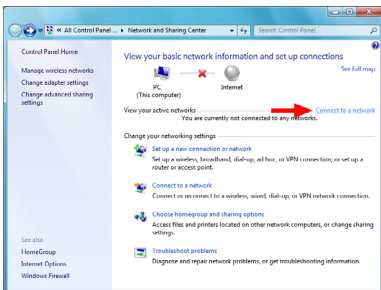 All Control Panel ... Network and Sharing Center
Search Control Panel
Control Panel Home
Manage wireless networks
Change adapter settings
Change advanced sharing
settings
See also
HomeGroup
Internet Options
Windows Firewall
View your basic network information and set up connections
See full map
PC
(This computer)
Internet
View your active networks
Connect to a network
You are currently not connected to any networks.
Change your networking settings
Set up a new connection or network
Set up a wireless, broadband, dial-up, ad hoc, or VPN connection; or set up a
router or access point.
Connect to a network
Connect or reconnect to a wireless, wired, dial-up, or VPN network connection.
Choose homegroup and sharing options
Access files and printers located on other network computers, or change sharing
settings.
Troubleshoot problems
Diagnose and repair network problems, or get troubleshooting information.